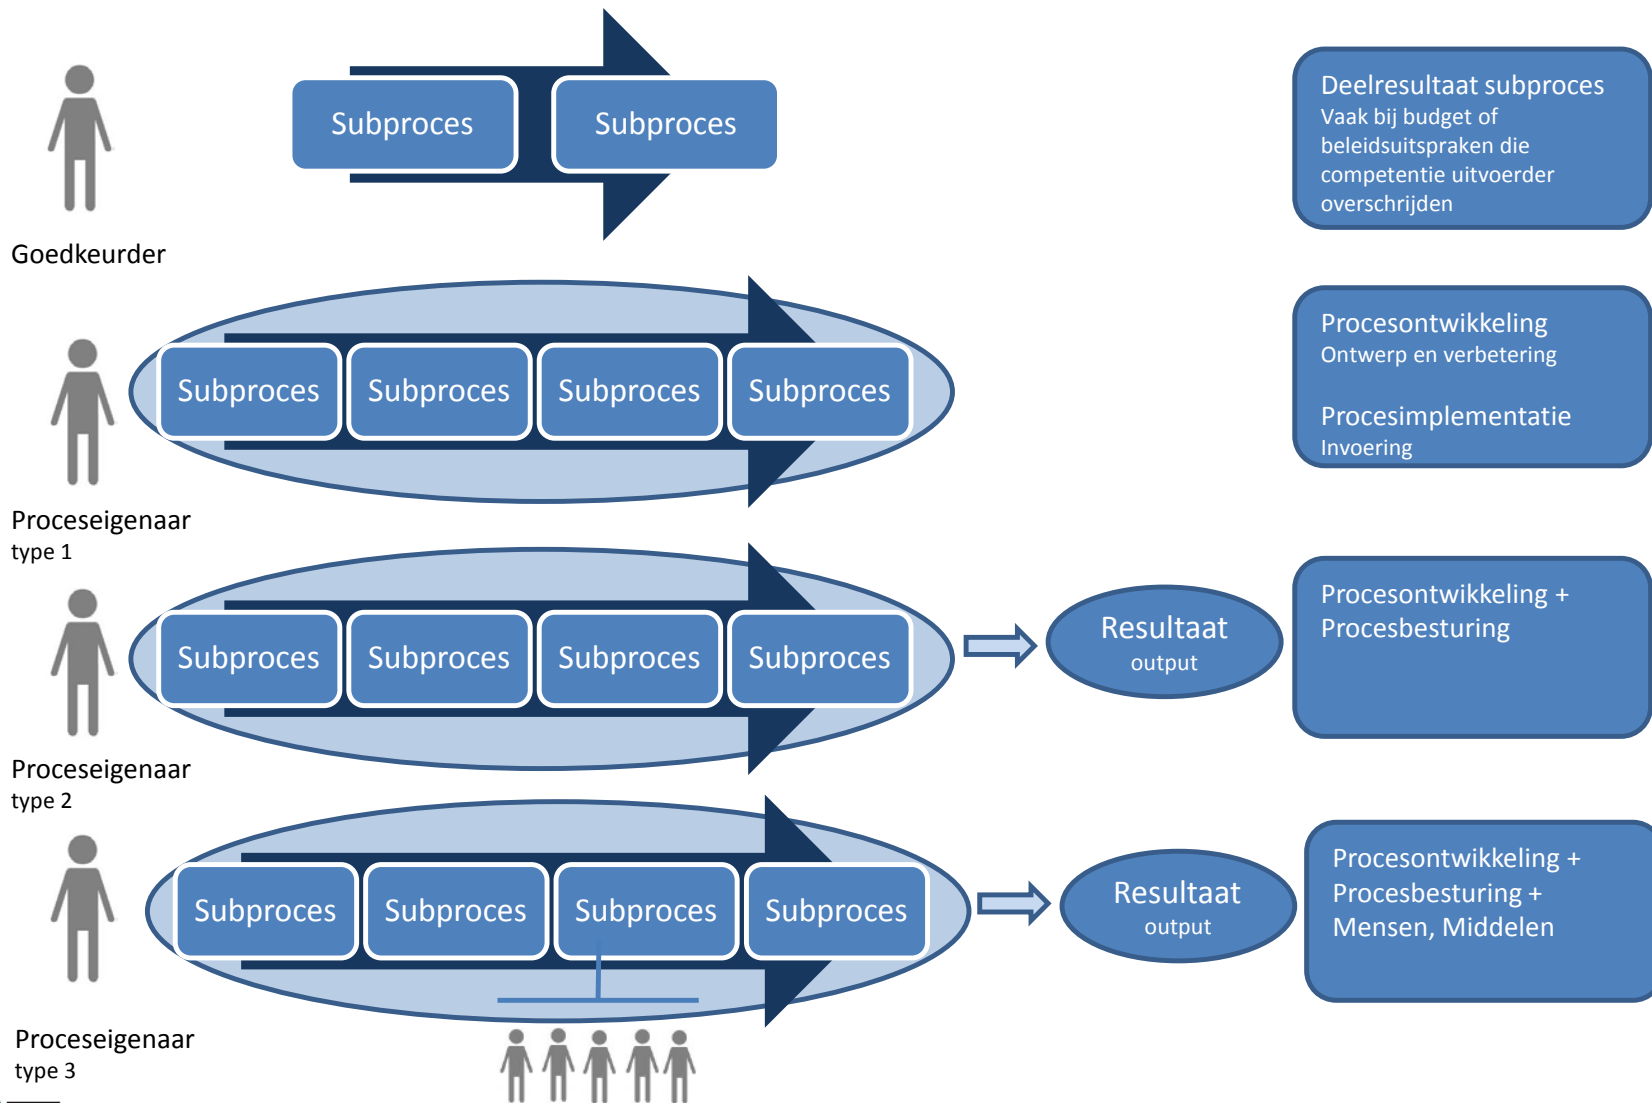 Subproces
Subproces
Deelresultaat subproces
Vaak bij budget of
beleidsuitspraken die
competentie uitvoerder
overschrijden
Goedkeurder
Subproces
Subproces
Subproces
Subproces
Procesontwikkeling
Ontwerp en verbetering
Procesimplementatie
Invoering
Proceseigenaar
type 1
Subproces
Subproces
Subproces
Subproces
Resultaat
output
Procesontwikkeling +
Procesbesturing
Proceseigenaar
type 2
Subproces
Subproces
Subproces
Subproces
Resultaat
output
Procesontwikkeling +
Procesbesturing +
Mensen, Middelen
Proceseigenaar
type 3